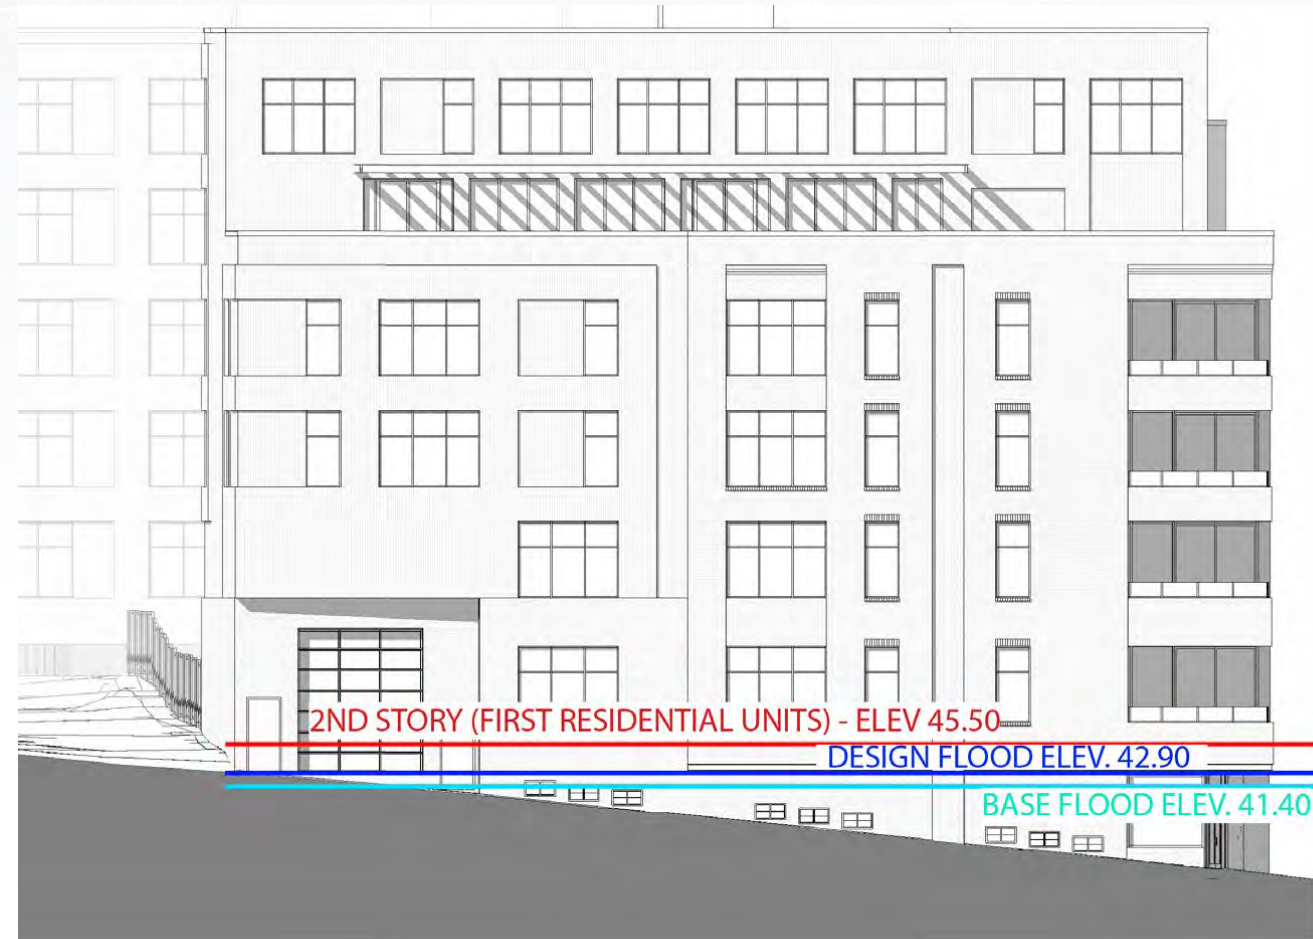 2ND STORY (FIRST RESIDENTIAL UNITS) - ELEV 45.50
DESIGN FLOOD ELEV. 42.90
BASE FLOOD ELEV. 41.40